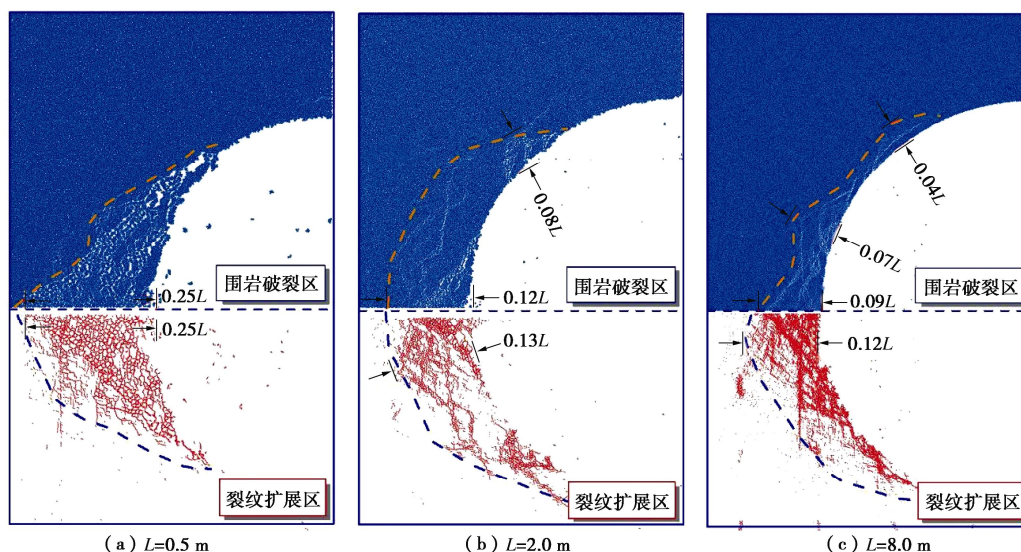 围岩破裂区
0.25L
0.25L
裂纹扩展区
(a) L=0.5 m
0.08L
围岩破裂区
0.12L
0.13L
裂纹扩展区
(b) L=2.0 m
0.04L
0.07L
围岩破裂区
0.09L
0.12L
裂纹扩展区
(c) L=8.0 m